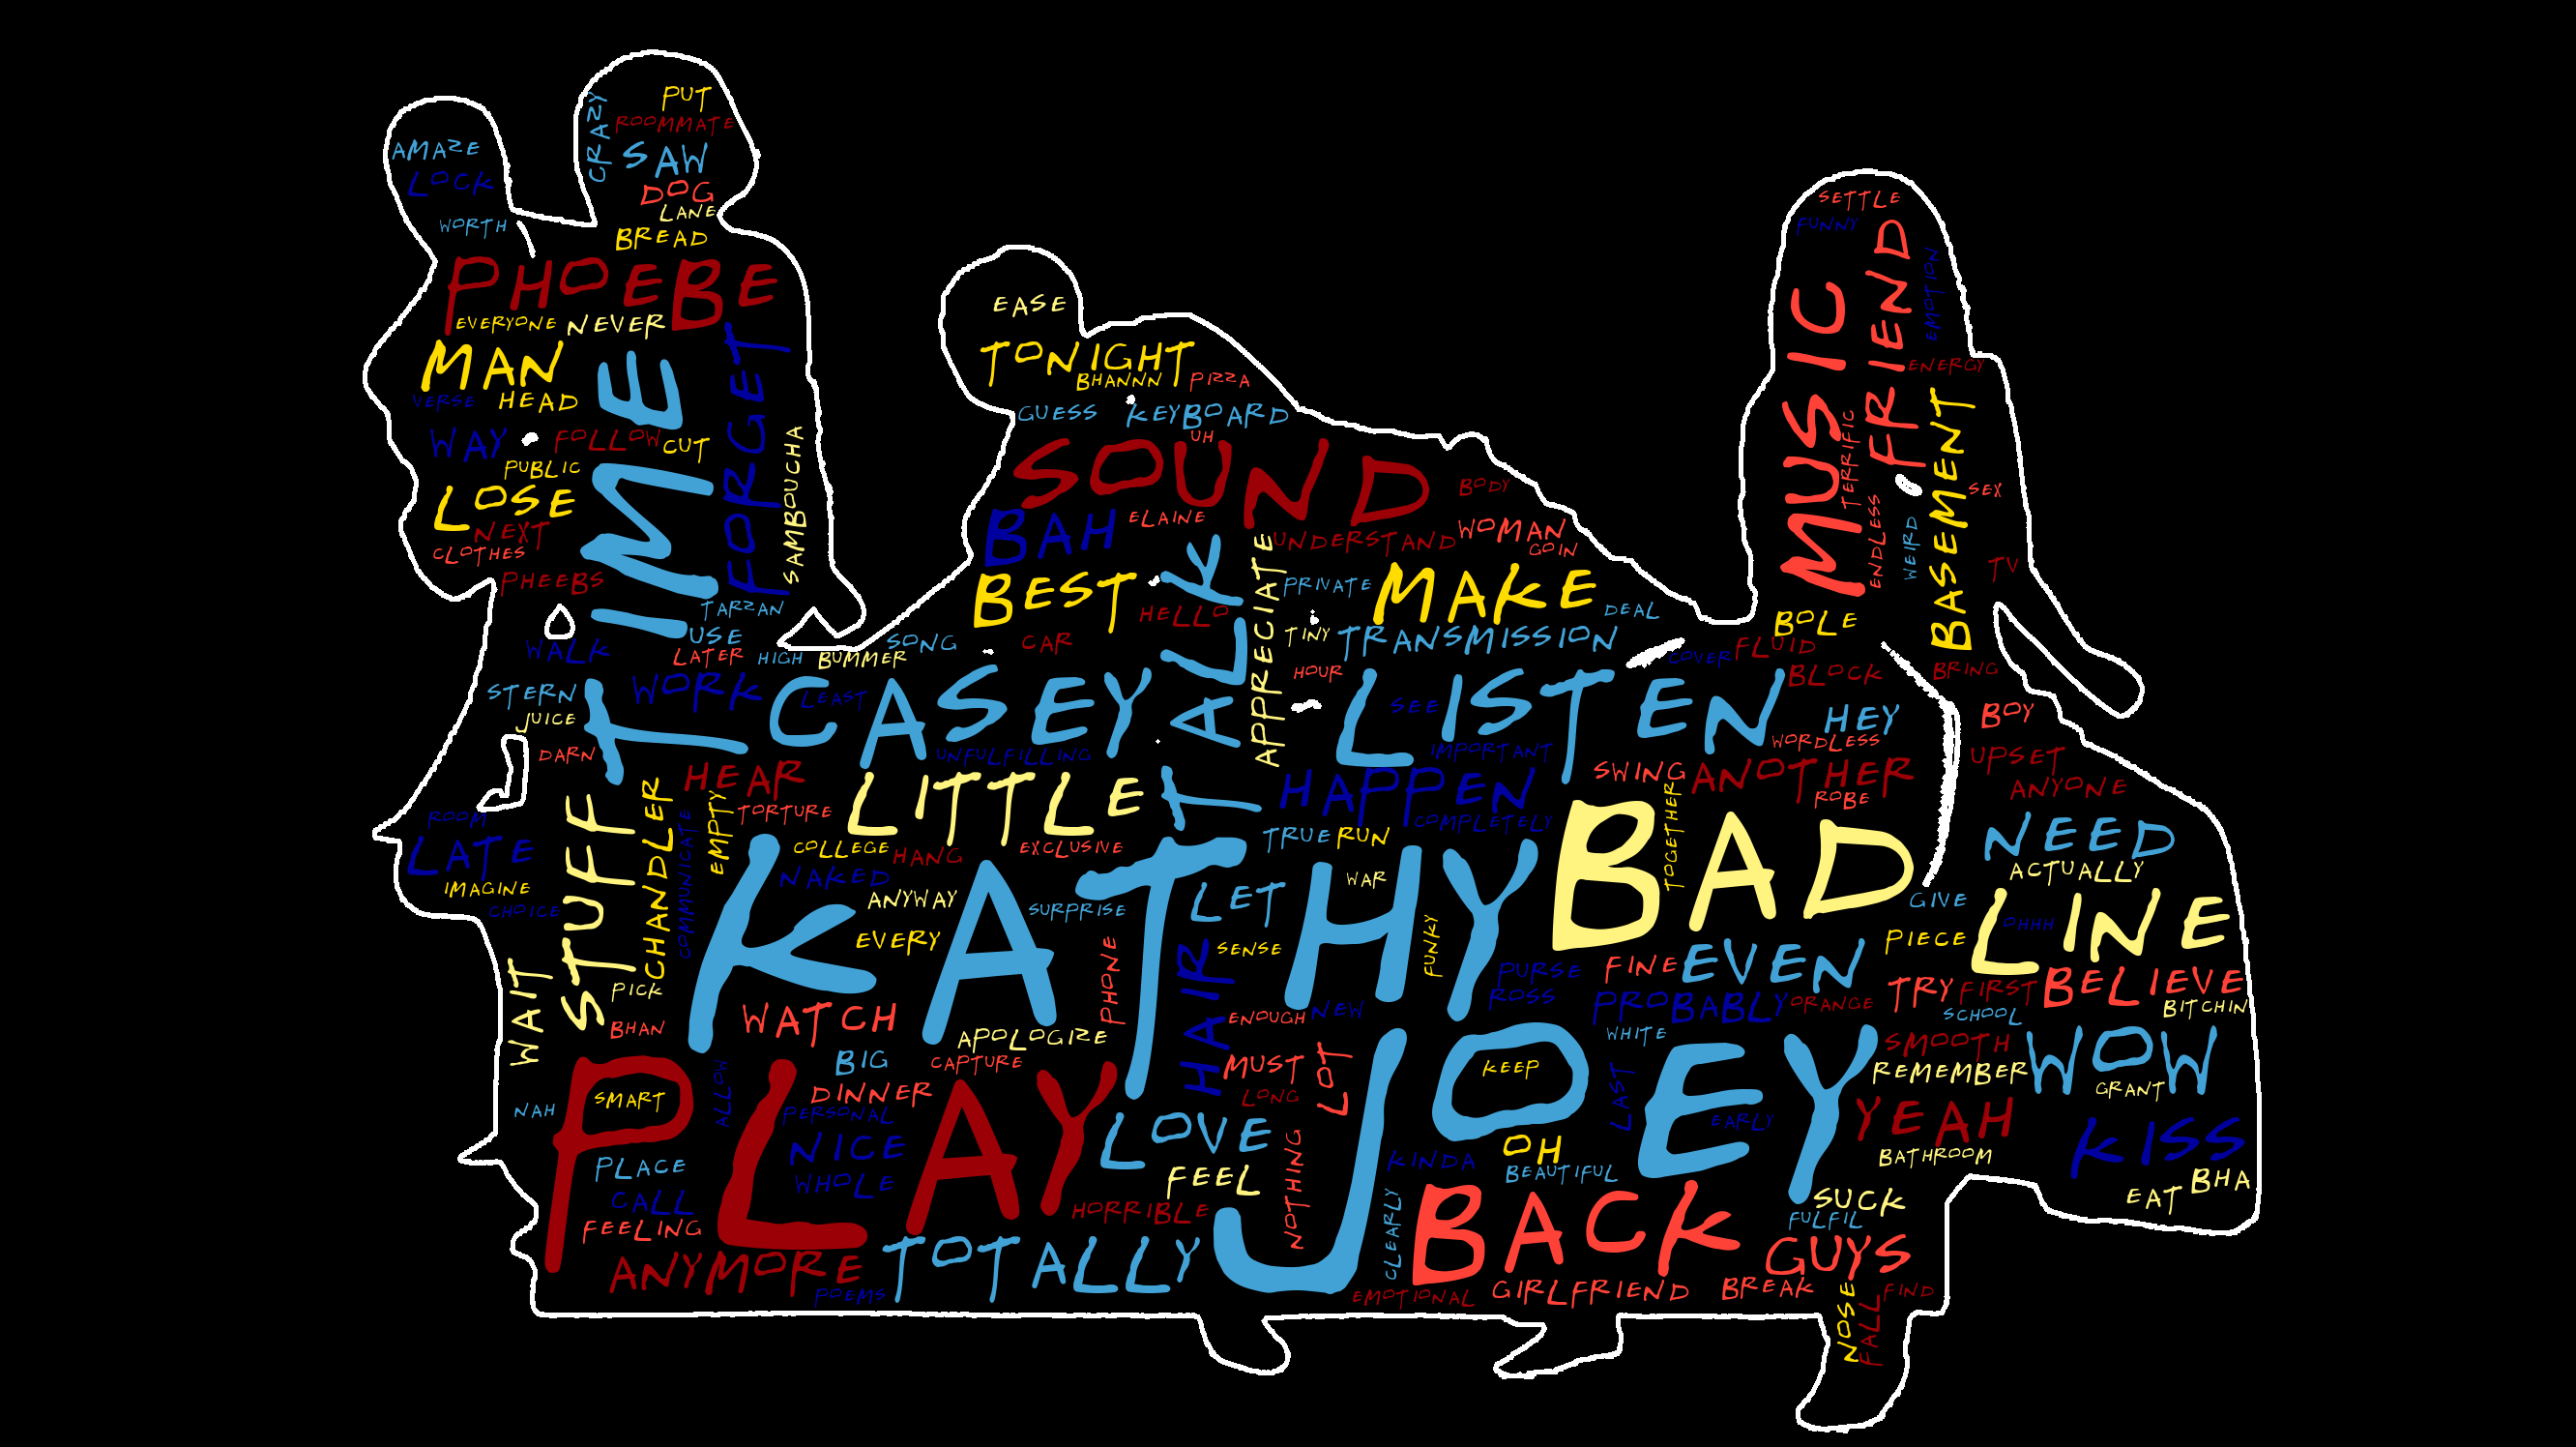 PUT
CRAZY
ROOMMATE
AMAZE
SAW
LOCK
DOG
LANE
WORTH
BREAD
PHOEBE
EVERYONE
NEVER
MAN
TIME
FORGET
VERSE
HEAD
WAY
FOLLOW
CUT
PUBLIC
SAMBOUCHA
LOSE
NEXT
CLOTHES
PHEEBS
TARZAN
USE
WALK
LATER
HIGH
BUMMER
SONG
EASE
TONIGHT
BHANNN
PIZZA
GUESS
KEYBOARD
UH
SOUND
BODY
BAH
ELAINE
WOMAN
UNDERSTAND
GOIN
TALK
APPRECIATE
BEST
PRIVATE
MAKE
HELLO
DEAL
TINY
TRANSMISSION
CAR
HOUR
SETTLE
FUNNY
MUSIC
FRIEND
EMOTION
ENERGY
BASEMENT
TERRIFIC
ENDLESS
WEIRD
SEX
TV
BOLE
COVER
FLUID
BLOCK
BRING
STERN
WORK
CASEY
LEAST
LISTEN
SEE
JUICE
HEY
BOY
DARN
UNFULFILLING
IMPORTANT
WORDLESS
UPSET
HEAR
LITTLE
HAPPEN
SWING
ANOTHER
ROBE
ANYONE
STUFF
CHANDLER
COMMUNICATE
EMPTY
TORTURE
COMPLETELY
TOGETHER
BAD
NEED
ROOM
LATE
COLLEGE
HANG
EXCLUSIVE
TRUE
RUN
ACTUALLY
IMAGINE
NAKED
KATHY
LET
WAR
CHOICE
ANYWAY
SURPRISE
GIVE
LINE
OHHH
EVERY
PHONE
HAIR
SENSE
FUNKY
PIECE
WAIT
PURSE
FINE
EVEN
BELIEVE
PICK
ROSS
PROBABLY
ORANGE
TRY
FIRST
BITCHIN
BHAN
WATCH
ENOUGH
NEW
SCHOOL
APOLOGIZE
WHITE
SMOOTH
WOW
BIG
CAPTURE
MUST
LOT
JOEY
KEEP
REMEMBER
GRANT
PLAY
SMART
ALLOW
DINNER
LONG
LAST
NAH
PERSONAL
LOVE
EARLY
YEAH
NICE
NOTHING
OH
KISS
PLACE
WHOLE
FEEL
KINDA
BEAUTIFUL
BATHROOM
CALL
HORRIBLE
CLEARLY
BACK
SUCK
EAT
BHA
FEELING
FULFIL
ANYMORE
TOTALLY
GUYS
POEMS
EMOTIONAL
GIRLFRIEND
BREAK
NOSE
FALL
FIND